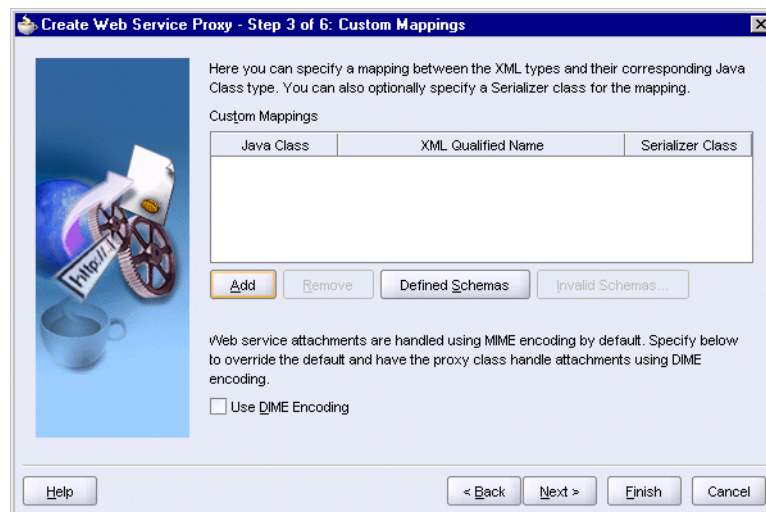 Create Web Service Proxy - Step 3 of 6: Custom Mappings
Here you can specify a mapping between the XML types and their corresponding Java
Class type. You can also optionally specify a Serializer class for the mapping.
Custom Mappings
Java Class XML Qualified Name Serializer Class
Add Remove Defined Schemas Invalid Schemas...
Web service attachments are handled using MIME encoding by default. Specify below
to override the default and have the proxy class handle attachments using DIME
encoding.
Use DIME Encoding
http://
Help < Back Next > Finish Cancel